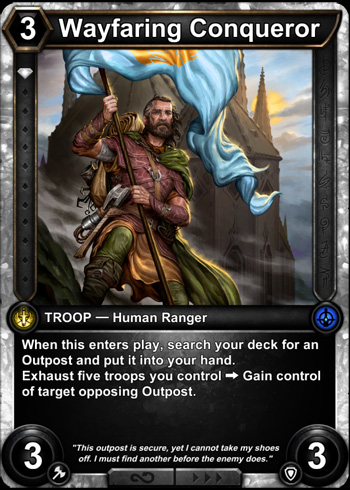 3 Wayfaring Conqueror
TROOP — Human Ranger
When this enters play, search your deck for an
Outpost and put it into your hand.
Exhaust five troops you control ➡ Gain control
of target opposing Outpost.
"This outpost is secure, yet I cannot take my shoes
off. I must find another before the enemy does."
3
3